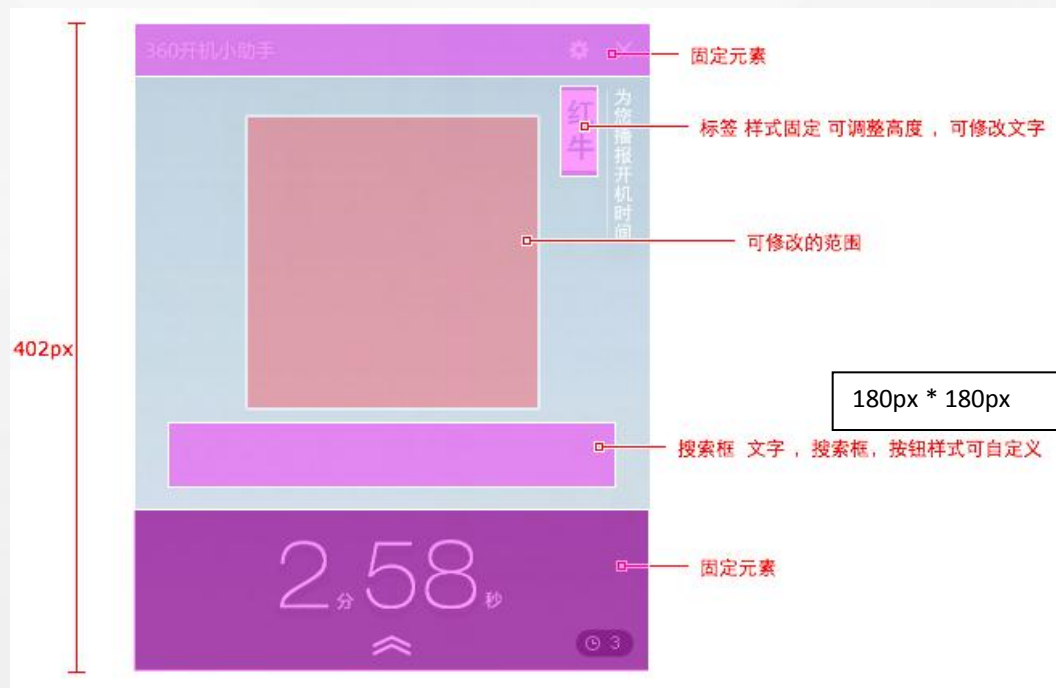 360开机小助手
固定元素
红牛
为您播报开机时间
标签 样式固定 可调整高度 ，可修改文字
可修改的范围
402px
180px * 180px
搜索框 文字 ，搜索框，按钮样式可自定义
2分58秒
固定元素
3